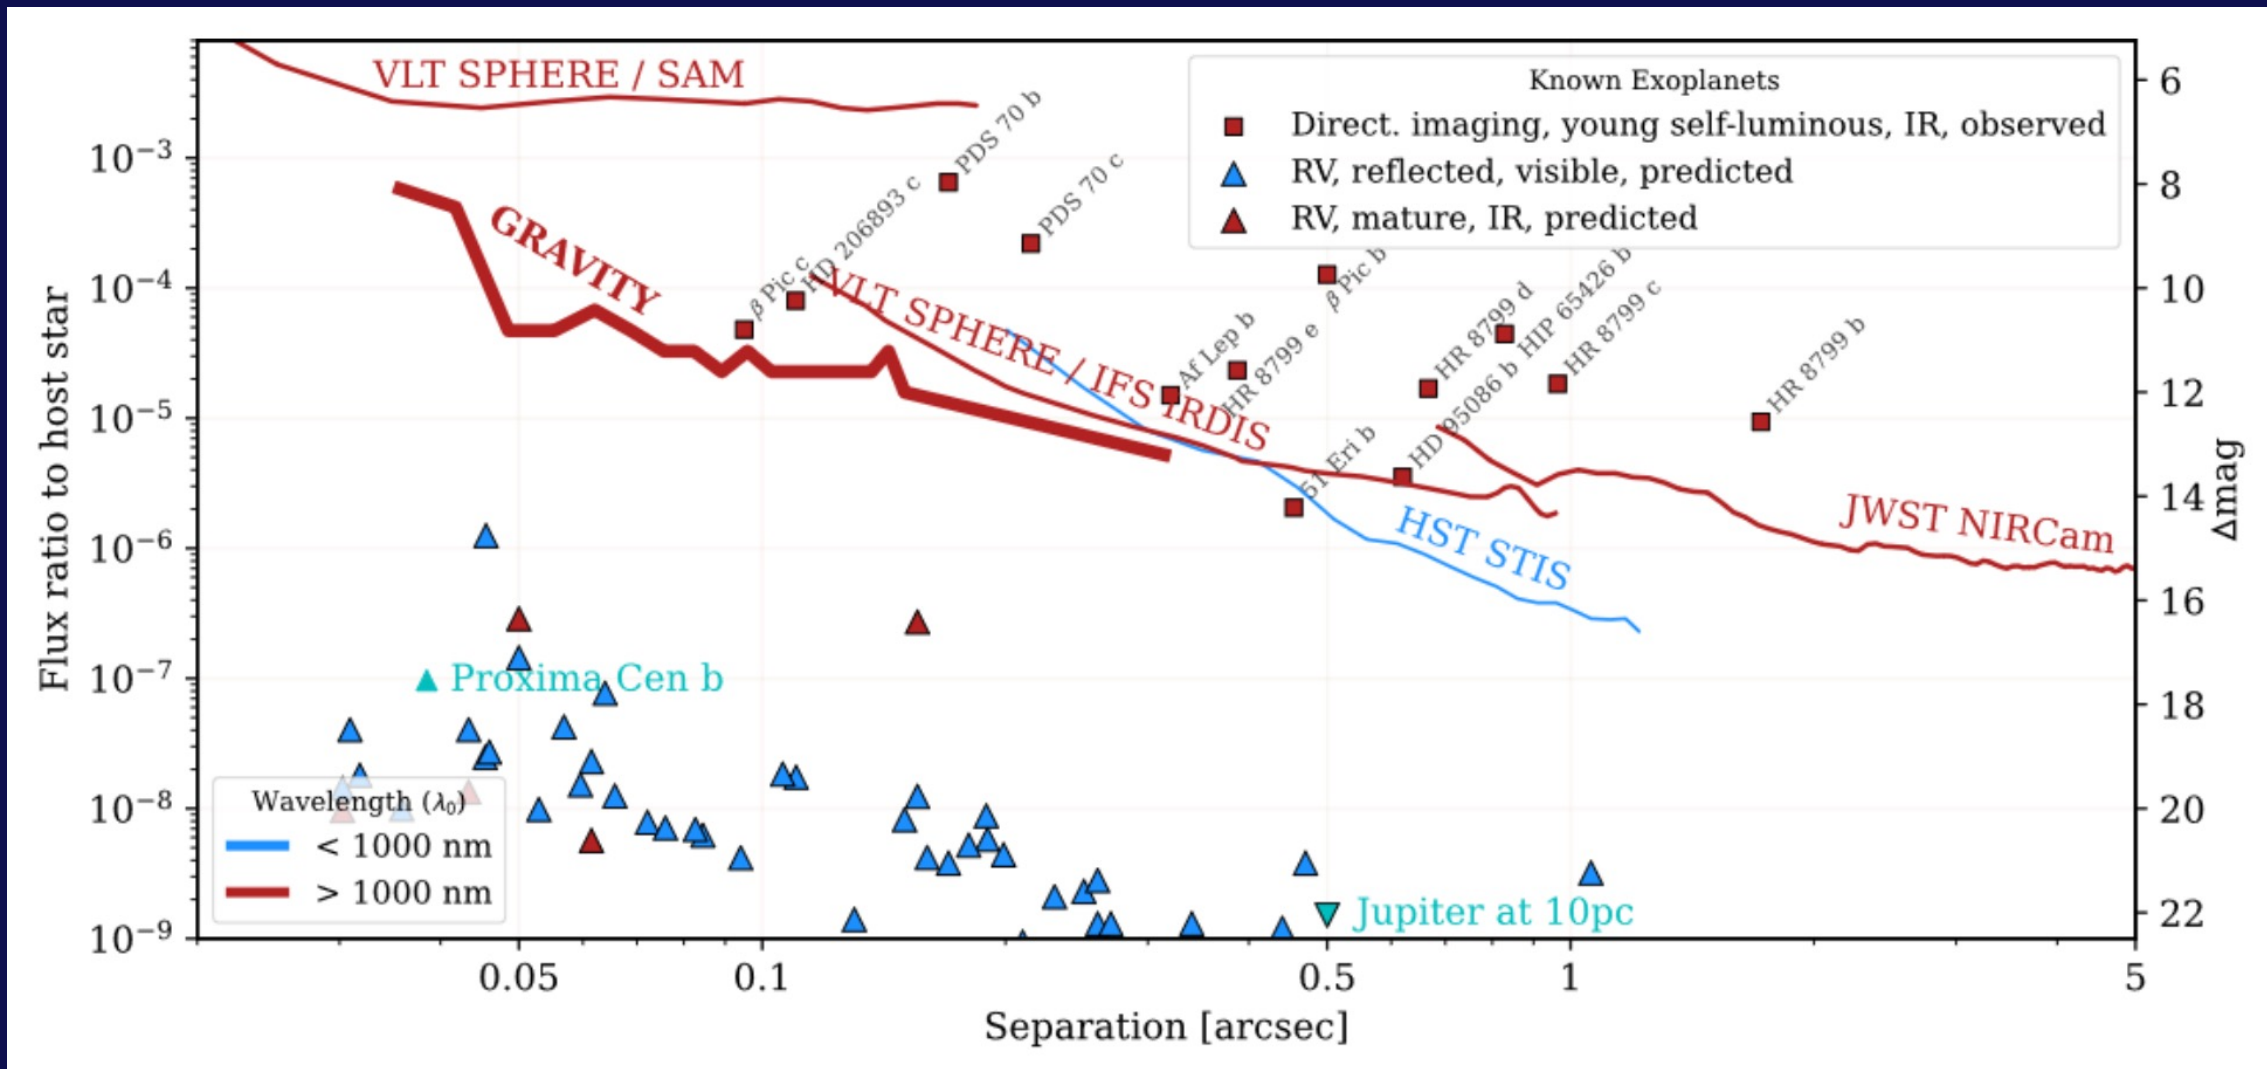 VLT SPHERE / SAM
GRAVITY
VLT SPHERE / IFS IRDIS
HST STIS
JWST NIRCam
Known Exoplanets
Direct. imaging, young self-luminous, IR, observed
RV, reflected, visible, predicted
RV, mature, IR, predicted
β Pic c
HD 206893 c
PDS 70 b
PDS 70 c
Af Lep b
HR 8799 e
β Pic b
51 Eri b
HR 8799 d
HD 95086 b
HIP 65426 b
HR 8799 c
HR 8799 b
Proxima Cen b
Jupiter at 10pc
Wavelength (λ₀)
< 1000 nm
> 1000 nm
Flux ratio to host star
10⁻³
10⁻⁴
10⁻⁵
10⁻⁶
10⁻⁷
10⁻⁸
10⁻⁹
6
8
10
12
14
16
18
20
22
Δmag
0.05 0.1 0.5 1 5
Separation [arcsec]